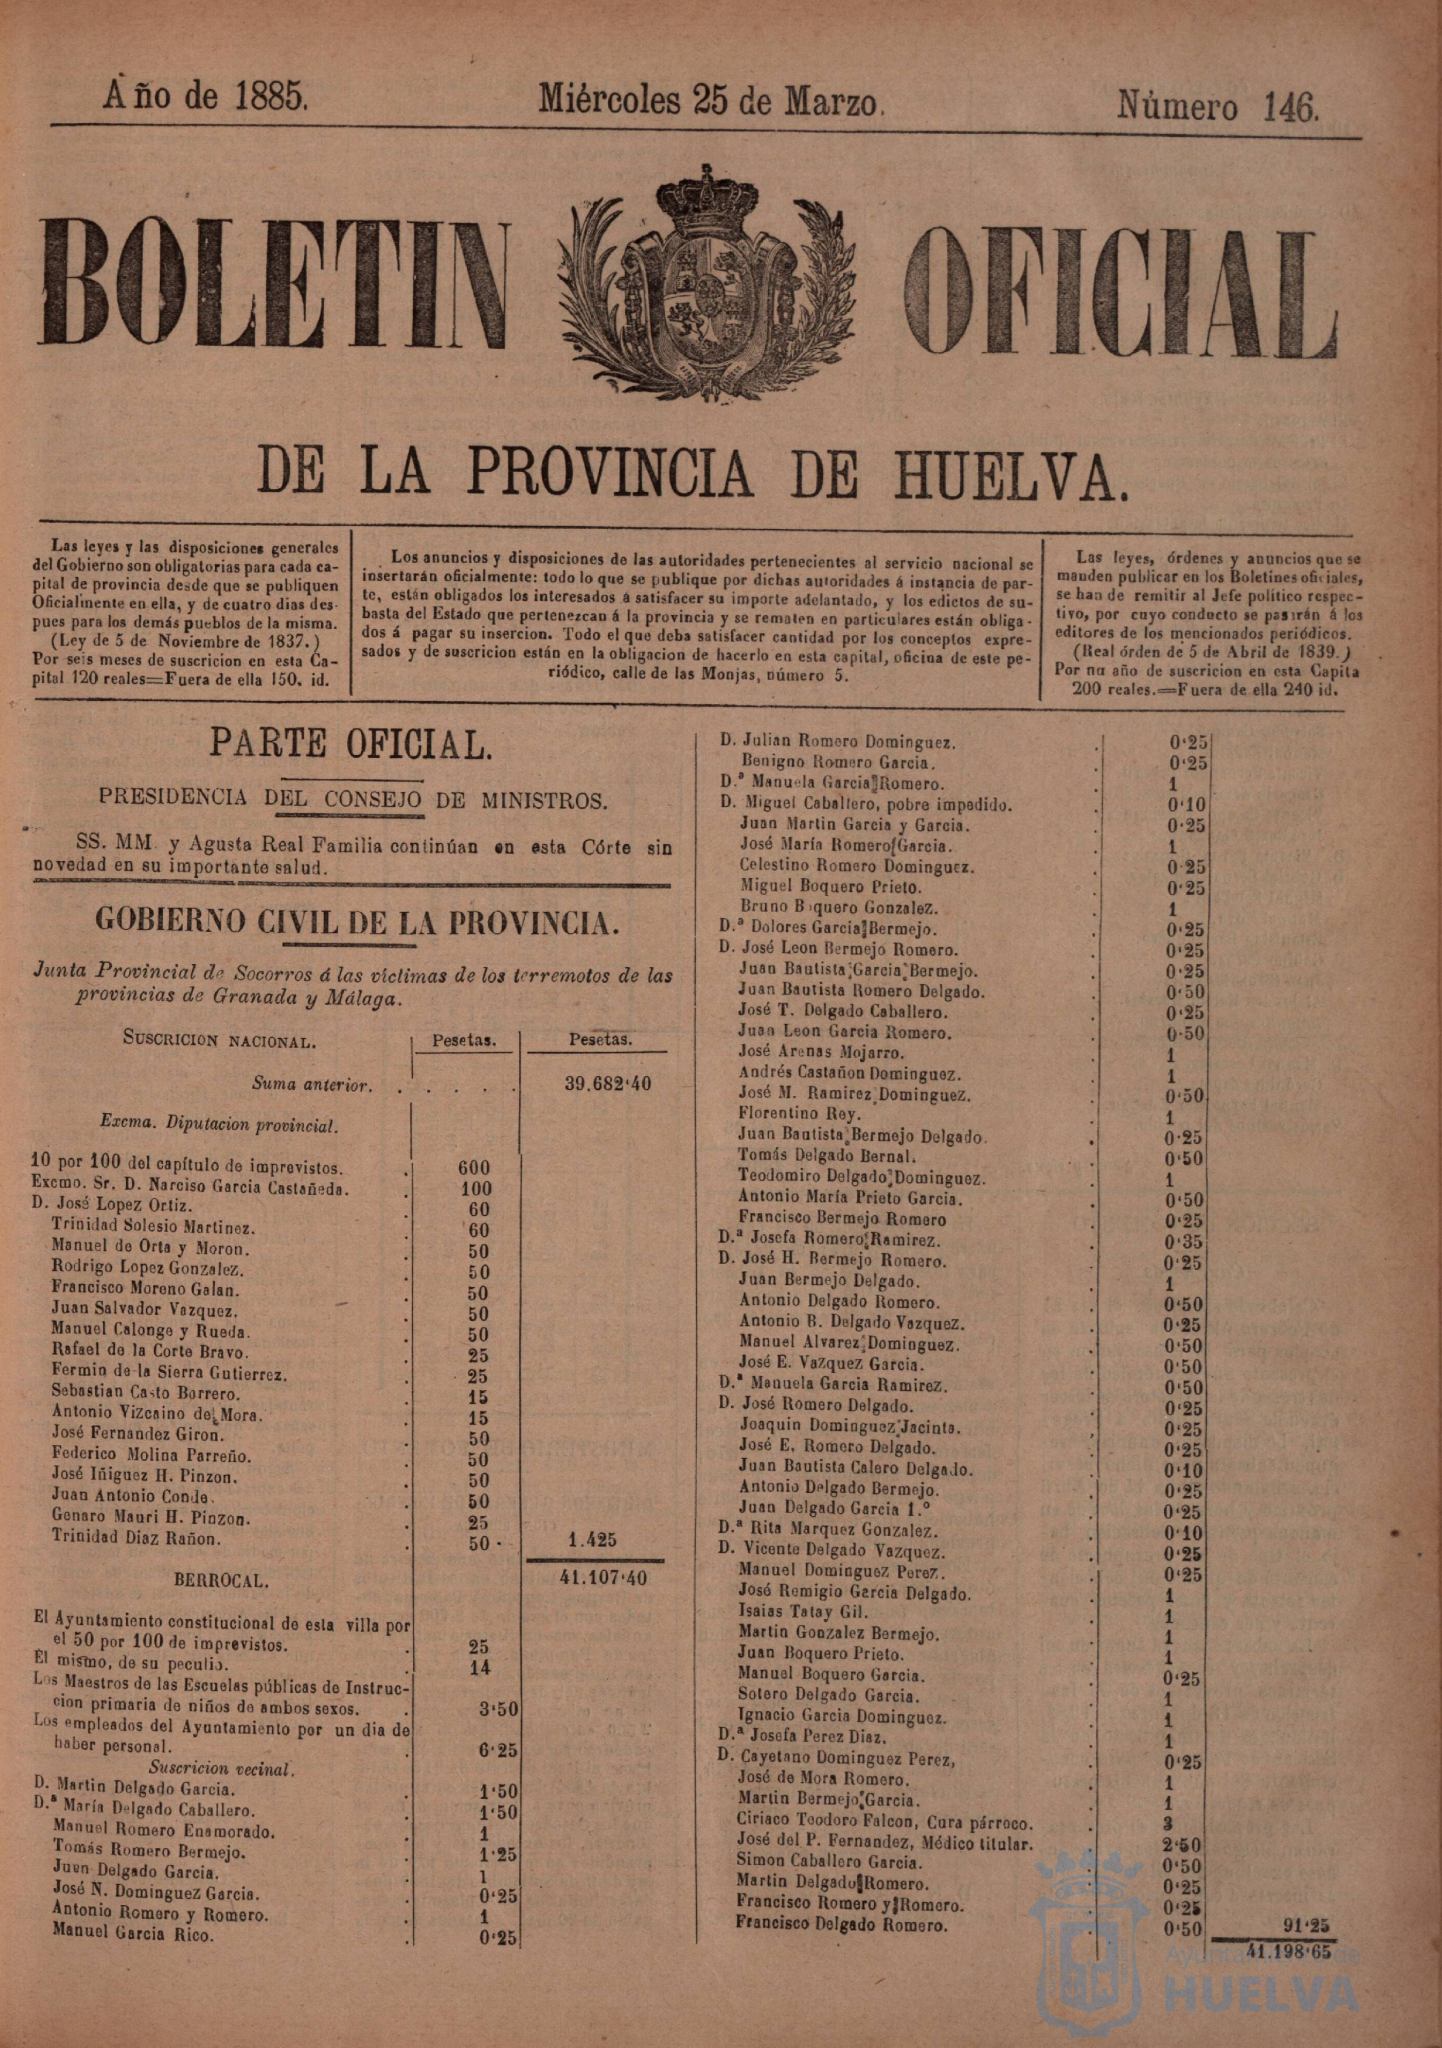 Año de 1885.
Miércoles 25 de Marzo.
Número 146.
BOLETIN OFICIAL
DE LA PROVINCIA DE HUELVA.
Las leyes y las disposiciones generales
del Gobierno son obligatorias para cada ca-
pital de provincia desde que se publiquen
Oficialmente en ella, y de cuatro dias des-
pues para los demás pueblos de la misma.
(Ley de 5 de Noviembre de 1837.)
Por seis meses de suscricion en esta Ca-
pital 120 reales=Fuera de ella 150. id.
Los anuncios y disposiciones de las autoridades pertenecientes al servicio nacional se
insertarán oficialmente: todo lo que se publique por dichas autoridades á instancia de par-
te, están obligados los interesados á satisfacer su importe adelantado, y los edictos de su-
basta del Estado que pertenezcan á la provincia y se rematen en particulares están obliga-
dos á pagar su insercion. Todo el que deba satisfacer cantidad por los conceptos expre-
sados y de suscricion están en la obligacion de hacerlo en esta capital, oficina de este pe-
riódico, calle de las Monjas, número 5.
Las leyes, órdenes y anuncios que se
manden publicar en los Boletines oficiales,
se han de remitir al Jefe político respec-
tivo, por cuyo conducto se pasarán á los
editores de los mencionados periódicos.
(Real órden de 5 de Abril de 1839.)
Por nn año de suscricion en esta Capita
200 reales.=Fuera de ella 240 id.
PARTE OFICIAL.
PRESIDENCIA DEL CONSEJO DE MINISTROS.
SS. MM. y Agusta Real Familia continúan en esta Córte sin
novedad en su importante salud.
GOBIERNO CIVIL DE LA PROVINCIA.
Junta Provincial de Socorros á las víctimas de los terremotos de las
provincias de Granada y Málaga.
SUSCRICION NACIONAL. Pesetas. Pesetas.
Suma anterior. . . . . . 39.682'40
Excma. Diputacion provincial.
10 por 100 del capítulo de imprevistos. . 600
Excmo. Sr. D. Narciso Garcia Castañeda. . 100
D. José Lopez Ortiz. . 60
Trinidad Solesio Martinez. . 60
Manuel de Orta y Moron. . 50
Rodrigo Lopez Gonzalez. . 50
Francisco Moreno Galan. . 50
Juan Salvador Vazquez. . 50
Manuel Calonge y Rueda. . 50
Rafael de la Corte Bravo. . 25
Fermin de la Sierra Gutierrez. . 25
Sebastian Casto Borrero. . 15
Antonio Vizcaino de Mora. . 15
José Fernandez Giron. . 50
Federico Molina Parreño. . 50
José Iñiguez H. Pinzon. . 50
Juan Antonio Conde. . 50
Genaro Mauri H. Pinzon. . 25
Trinidad Diaz Rañon. . 50 1.425
41.107'40
BERROCAL.
El Ayuntamiento constitucional de esta villa por
el 50 por 100 de imprevistos. . 25
El mismo, de su peculio. . 14
Los Maestros de las Escuelas públicas de Instruc-
cion primaria de niños de ambos sexos. . 3'50
Los empleados del Ayuntamiento por un dia de
haber personal. . 6'25
Suscricion vecinal.
D. Martin Delgado Garcia. . 1'50
D.ª María Delgado Caballero. . 1'50
Manuel Romero Enamorado. . 1
Tomás Romero Bermejo. . 1'25
Juan Delgado Garcia. . 1
José N. Dominguez Garcia. . 0'25
Antonio Romero y Romero. . 1
Manuel Garcia Rico. . 0'25
D. Julian Romero Dominguez. . 0'25
Benigno Romero Garcia. . 0'25
D.ª Manuela Garcia Romero. . 1
D. Miguel Caballero, pobre impedido. . 0'10
Juan Martin Garcia y Garcia. . 0'25
José María Romero Garcia. . 1
Celestino Romero Dominguez. . 0'25
Miguel Boquero Prieto. . 0'25
Bruno B quero Gonzalez. . 1
D.ª Dolores Garcia Bermejo. . 0'25
D. José Leon Bermejo Romero. . 0'25
Juan Bautista Garcia Bermejo. . 0'25
Juan Bautista Romero Delgado. . 0'50
José T. Delgado Caballero. . 0'25
Juan Leon Garcia Romero. . 0'50
José Arenas Mojarro. . 1
Andrés Castañon Dominguez. . 1
José M. Ramirez Dominguez. . 0'50
Florentino Rey. . 1
Juan Bautista Bermejo Delgado. . 0'25
Tomás Delgado Bernal. . 0'50
Teodomiro Delgado Dominguez. . 1
Antonio María Prieto Garcia. . 0'50
Francisco Bermejo Romero . 0'25
D.ª Josefa Romero Ramirez. . 0'35
D. José H. Bermejo Romero. . 0'25
Juan Bermejo Delgado. . 1
Antonio Delgado Romero. . 0'50
Antonio B. Delgado Vazquez. . 0'25
Manuel Alvarez Dominguez. . 0'50
José E. Vazquez Garcia. . 0'50
D.ª Manuela Garcia Ramirez. . 0'50
D. José Romero Delgado. . 0'25
Joaquin Dominguez Jacinta. . 0'25
José E. Romero Delgado. . 0'25
Juan Bautista Calero Delgado. . 0'10
Antonio Delgado Bermejo. . 0'25
Juan Delgado Garcia 1.º . 0'25
D.ª Rita Marquez Gonzalez. . 0'10
D. Vicente Delgado Vazquez. . 0'25
Manuel Dominguez Perez. . 0'25
José Remigio Garcia Delgado. . 1
Isaias Tatay Gil. . 1
Martin Gonzalez Bermejo. . 1
Juan Boquero Prieto. . 1
Manuel Boquero Garcia. . 0'25
Sotero Delgado Garcia. . 1
Ignacio Garcia Dominguez. . 1
D.ª Josefa Perez Diaz. . 1
D. Cayetano Dominguez Perez, . 0'25
José de Mora Romero. . 1
Martin Bermejo Garcia. . 1
Ciriaco Teodoro Falcon, Cura párroco. . 3
José del P. Fernandez, Médico titular. . 2'50
Simon Caballero Garcia. . 0'50
Martin Delgado Romero. . 0'25
Francisco Romero y Romero. . 0'25
Francisco Delgado Romero. . 0'50 91'25
41.198'65
Ayuntamiento de
HUELVA